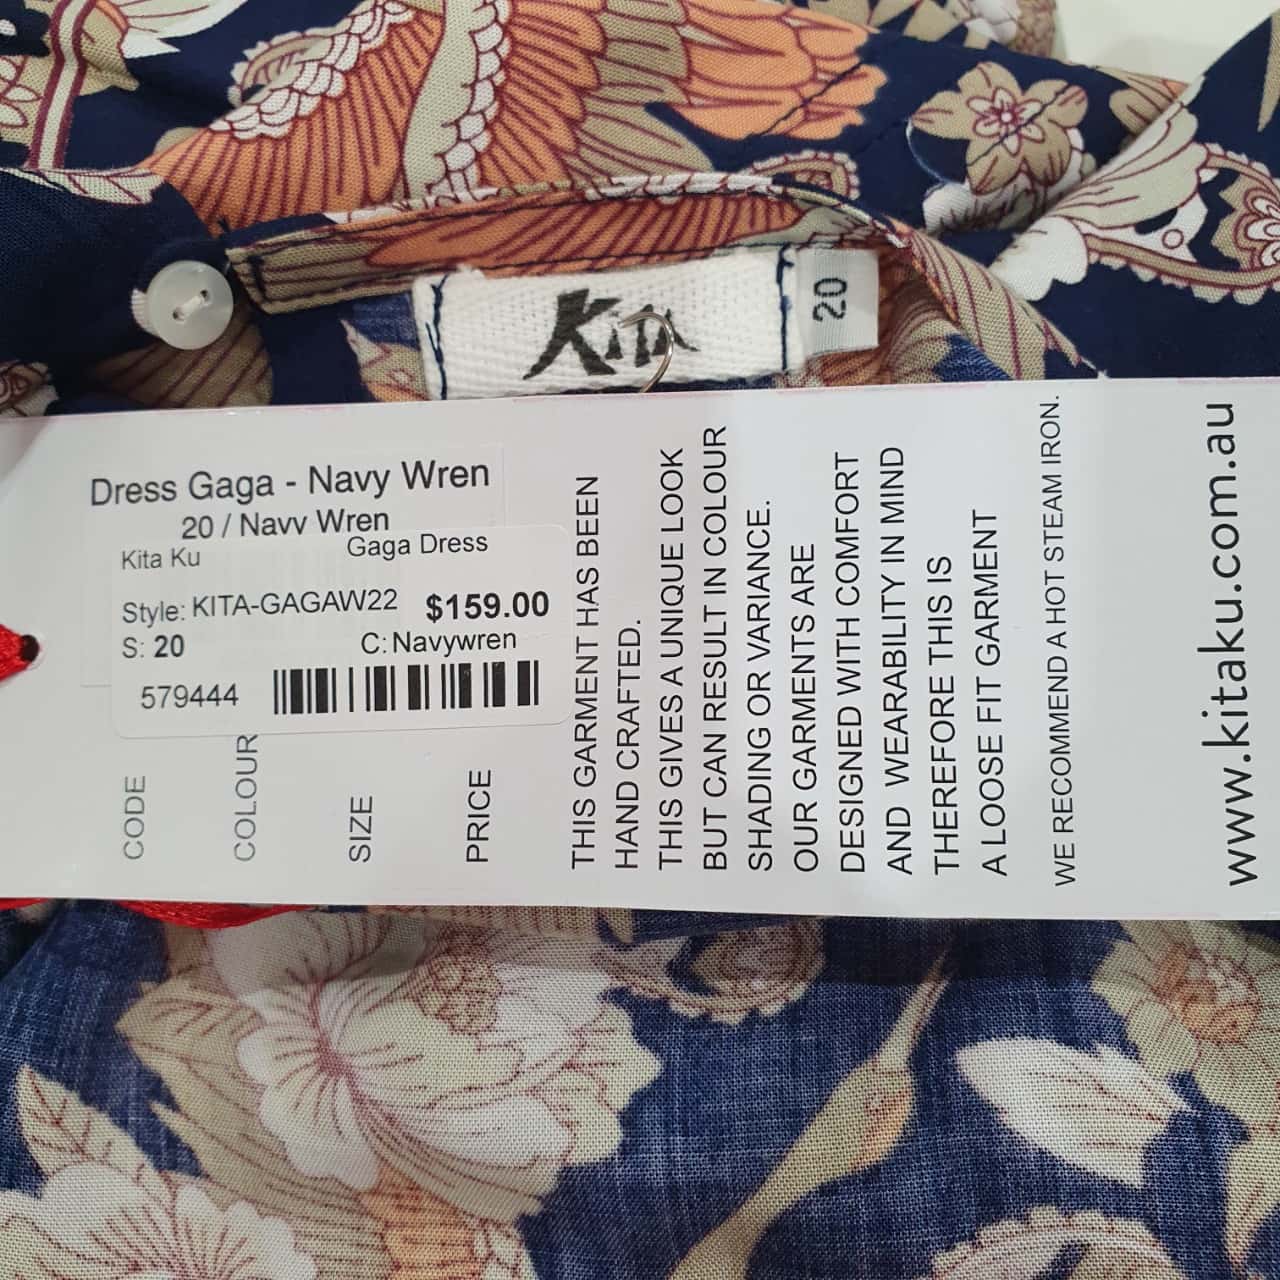 Kita
20
Dress Gaga - Navy Wren
20 / Navy Wren
Kita Ku Gaga Dress
Style: KITA-GAGAW22 $159.00
S: 20 C: Navywren
579444
CODE
COLOUR
SIZE
PRICE
THIS GARMENT HAS BEEN
HAND CRAFTED.
THIS GIVES A UNIQUE LOOK
BUT CAN RESULT IN COLOUR
SHADING OR VARIANCE.
OUR GARMENTS ARE
DESIGNED WITH COMFORT
AND WEARABILITY IN MIND
THEREFORE THIS IS
A LOOSE FIT GARMENT
WE RECOMMEND A HOT STEAM IRON.
www.kitaku.com.au